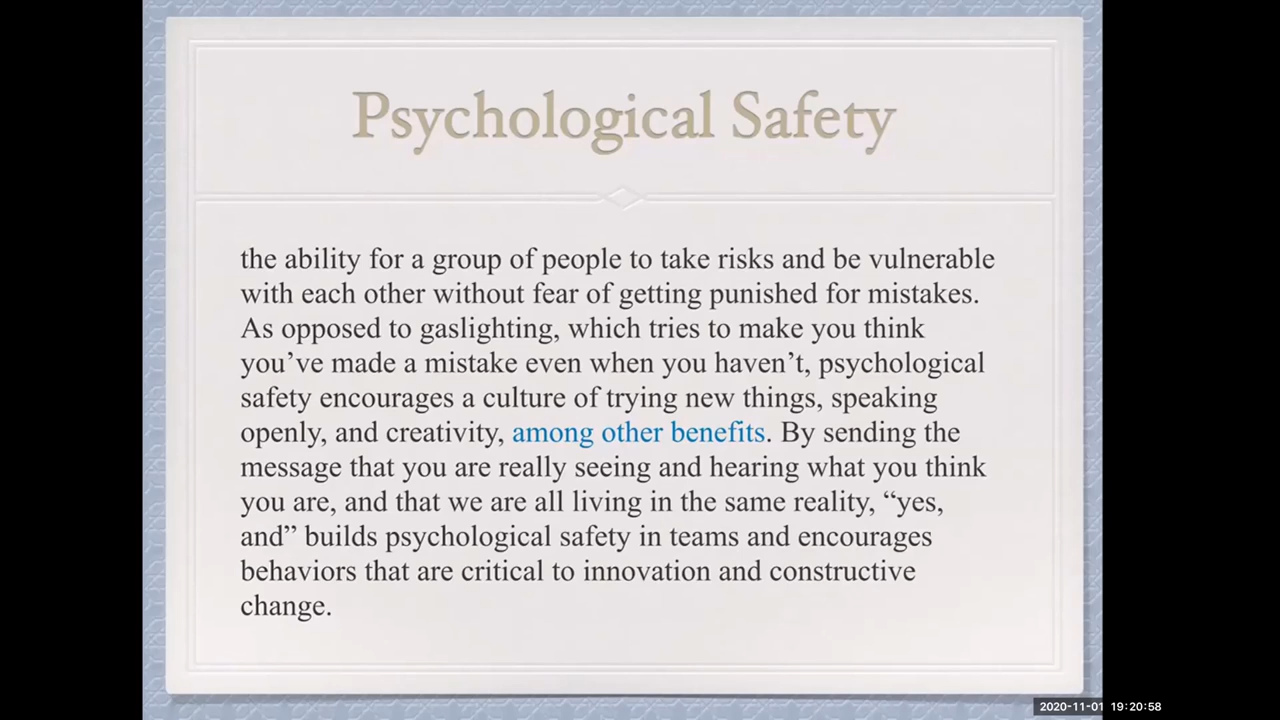 Psychological Safety
the ability for a group of people to take risks and be vulnerable
with each other without fear of getting punished for mistakes.
As opposed to gaslighting, which tries to make you think
you’ve made a mistake even when you haven’t, psychological
safety encourages a culture of trying new things, speaking
openly, and creativity, among other benefits. By sending the
message that you are really seeing and hearing what you think
you are, and that we are all living in the same reality, “yes,
and” builds psychological safety in teams and encourages
behaviors that are critical to innovation and constructive
change.
2020-11-01 19:20:58